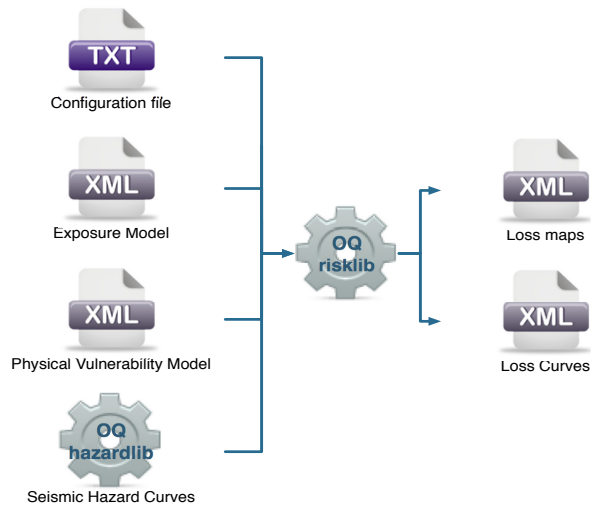 TXT
Configuration file
XML
Exposure Model
XML
Physical Vulnerability Model
OQ
hazardlib
Seismic Hazard Curves
OQ
risklib
XML
Loss maps
XML
Loss Curves